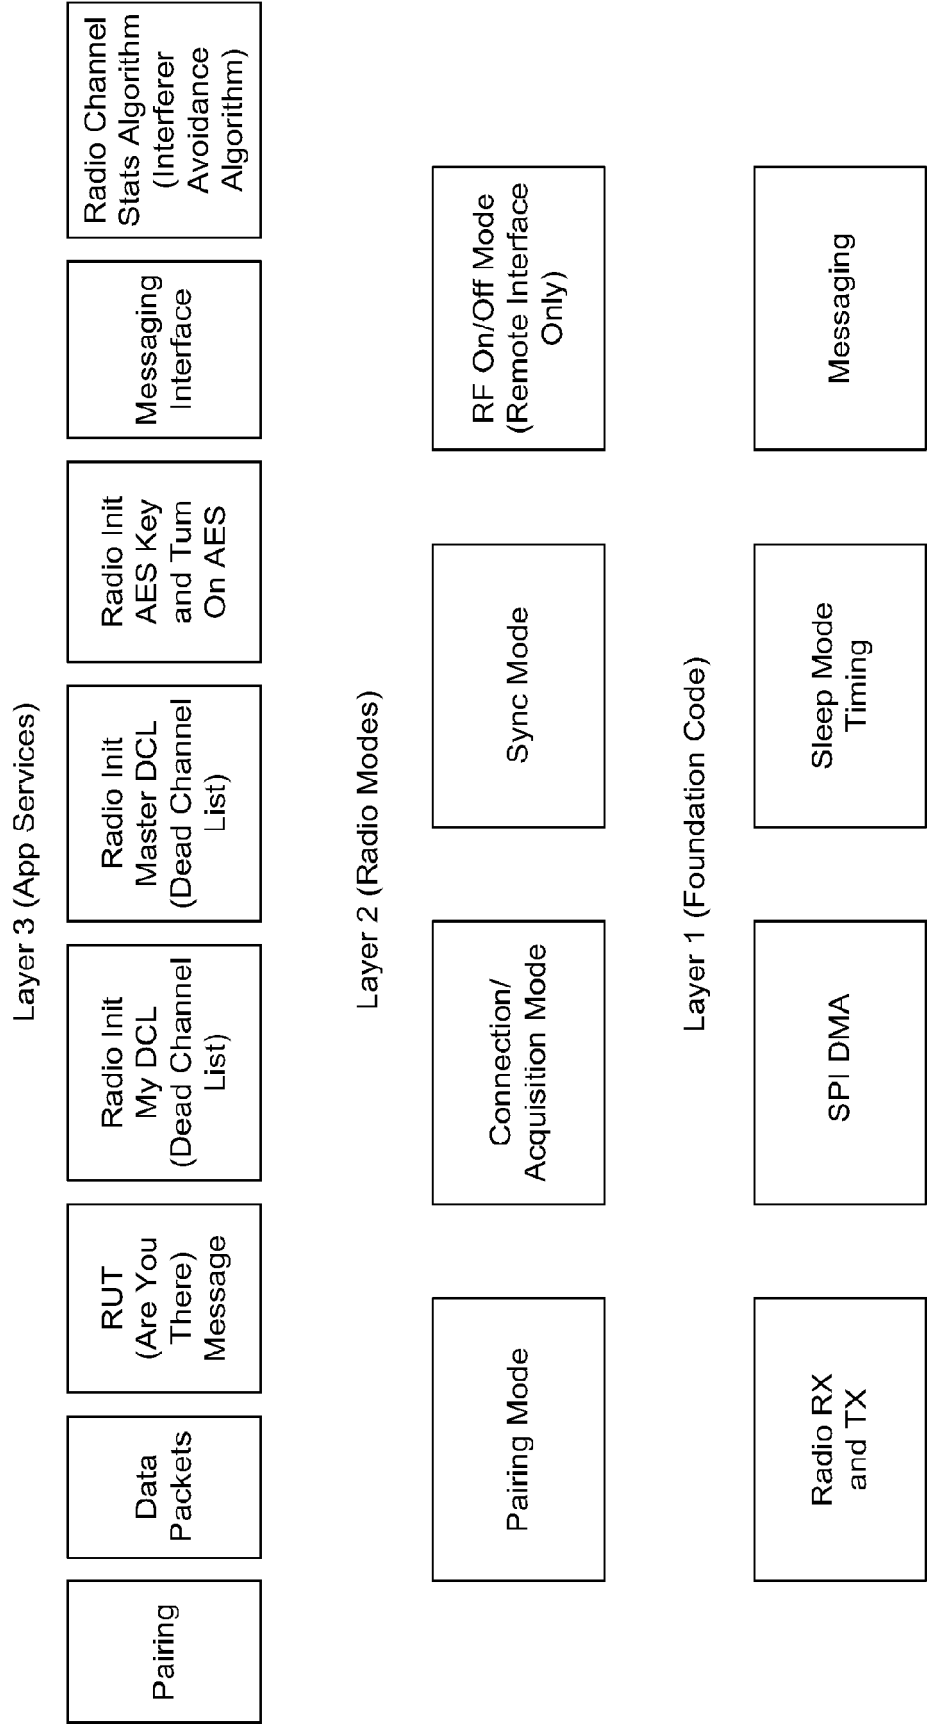 Layer 3 (App Services)
Pairing
Data
Packets
RUT
(Are You
There)
Message
Radio Init
My DCL
(Dead Channel
List)
Radio Init
Master DCL
(Dead Channel
List)
Radio Init
AES Key
and Turn
On AES
Messaging
Interface
Radio Channel
Stats Algorithm
(Interferer
Avoidance
Algorithm)
Layer 2 (Radio Modes)
Pairing Mode
Connection/
Acquisition Mode
Sync Mode
RF On/Off Mode
(Remote Interface
Only)
Layer 1 (Foundation Code)
Radio RX
and TX
SPI DMA
Sleep Mode
Timing
Messaging